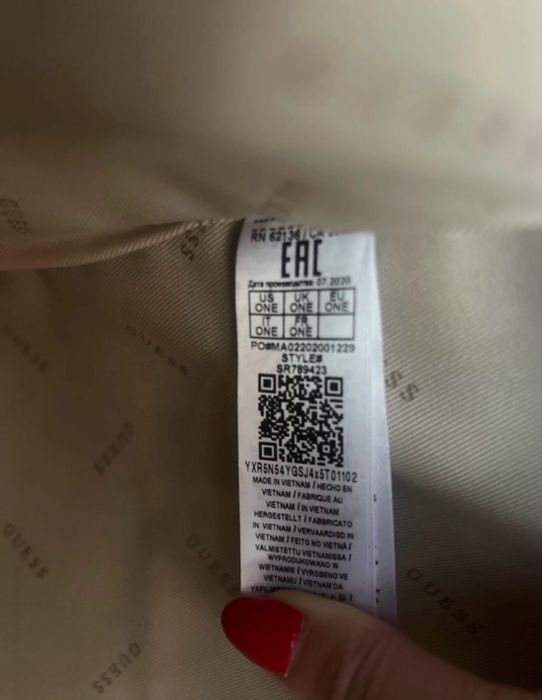 RN 62136 / CA
EAC
Дата производства: 07.2020
US ONE UK ONE EU ONE
IT ONE FR ONE
PO#MA02202001229
STYLE#
SR789423
YXR5N54YGSJ4x5T01102
MADE IN VIETNAM / HECHO EN
VIETNAM / FABRIQUE AU
VIETNAM / IN VIETNAM
HERGESTELLT / FABBRICATO
IN VIETNAM / VERVAARDIGD IN
VIETNAM / FEITO NO VIETNÃ /
VALMISTETTU VIETNAMISSA /
WYPRODUKOWANO W
WIETNAMIE / VYROBENO VE
VIETNAMU / VIETNAM'DA
GUESS
GUESS
GUESS
GUESS
GUESS
GUESS